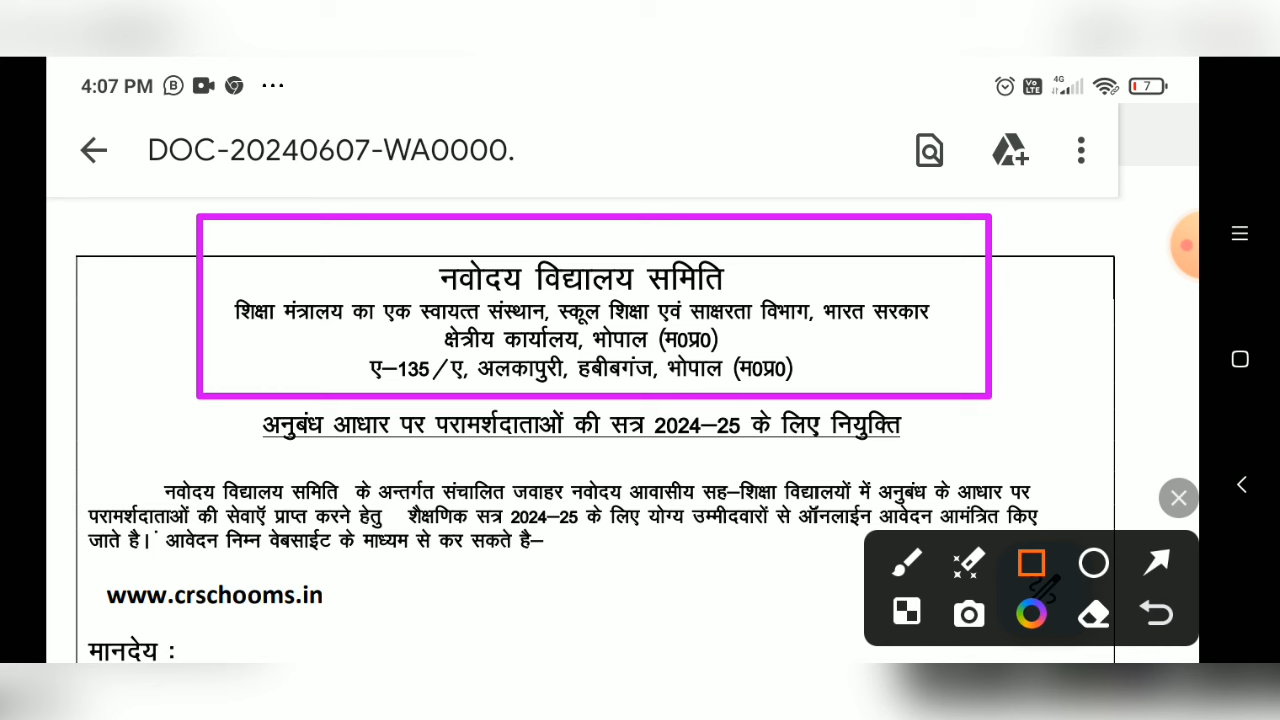 4:07 PM
4G
Vo LTE
7
DOC-20240607-WA0000.
नवोदय विद्यालय समिति
शिक्षा मंत्रालय का एक स्वायत्त संस्थान, स्कूल शिक्षा एवं साक्षरता विभाग, भारत सरकार
क्षेत्रीय कार्यालय, भोपाल (म0प्र0)
ए–135/ए, अलकापुरी, हबीबगंज, भोपाल (म0प्र0)
अनुबंध आधार पर परामर्शदाताओं की सत्र 2024–25 के लिए नियुक्ति
नवोदय विद्यालय समिति के अन्तर्गत संचालित जवाहर नवोदय आवासीय सह–शिक्षा विद्यालयों में अनुबंध के आधार पर
परामर्शदाताओं की सेवाऍ प्राप्त करने हेतु शैक्षणिक सत्र 2024–25 के लिए योग्य उम्मीदवारों से ऑनलाईन आवेदन आमंत्रित किए
जाते है। आवेदन निम्न वेबसाईट के माध्यम से कर सकते है–
www.crschooms.in
मानदेय :